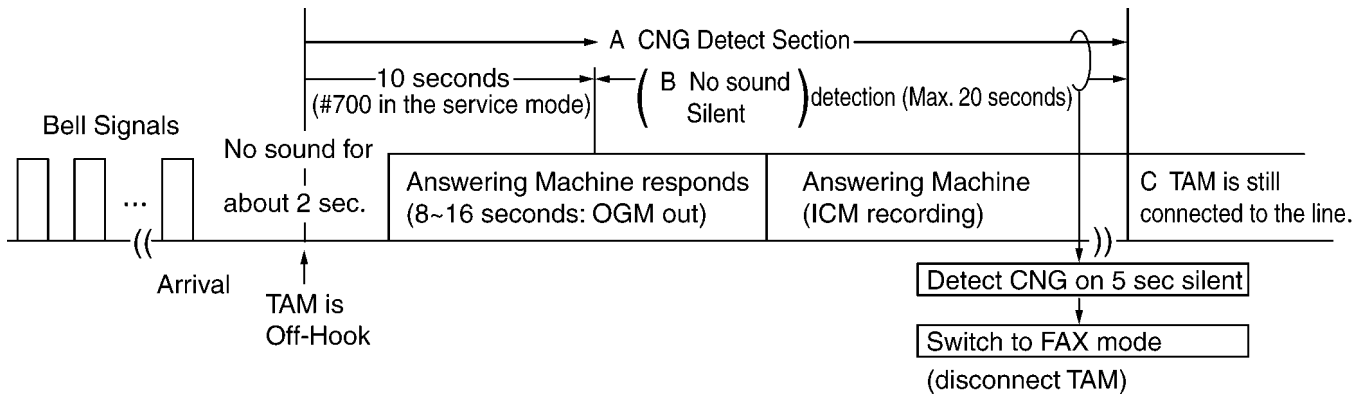 A CNG Detect Section
10 seconds
(#700 in the service mode)
( B No sound
Silent ) detection (Max. 20 seconds)
Bell Signals
No sound for
about 2 sec.
Answering Machine responds
(8~16 seconds: OGM out)
Answering Machine
(ICM recording)
C TAM is still
connected to the line.
...
((
))
Arrival
TAM is
Off-Hook
Detect CNG on 5 sec silent
Switch to FAX mode
(disconnect TAM)